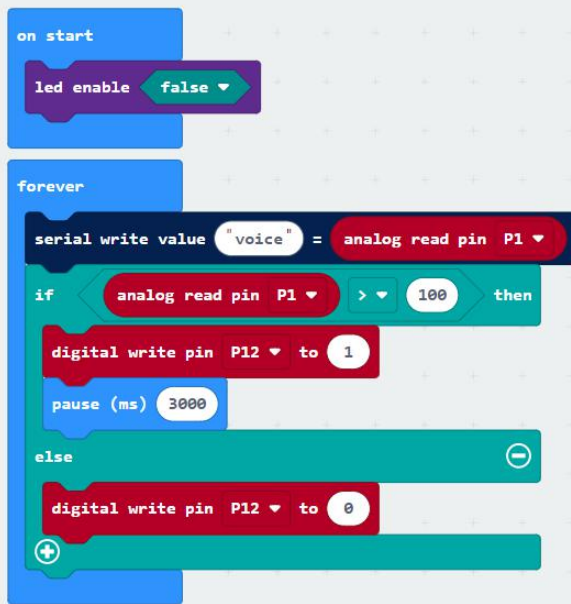 on start
led enable false
forever
serial write value "voice" = analog read pin P1
if analog read pin P1 > 100 then
digital write pin P12 to 1
pause (ms) 3000
else
digital write pin P12 to 0